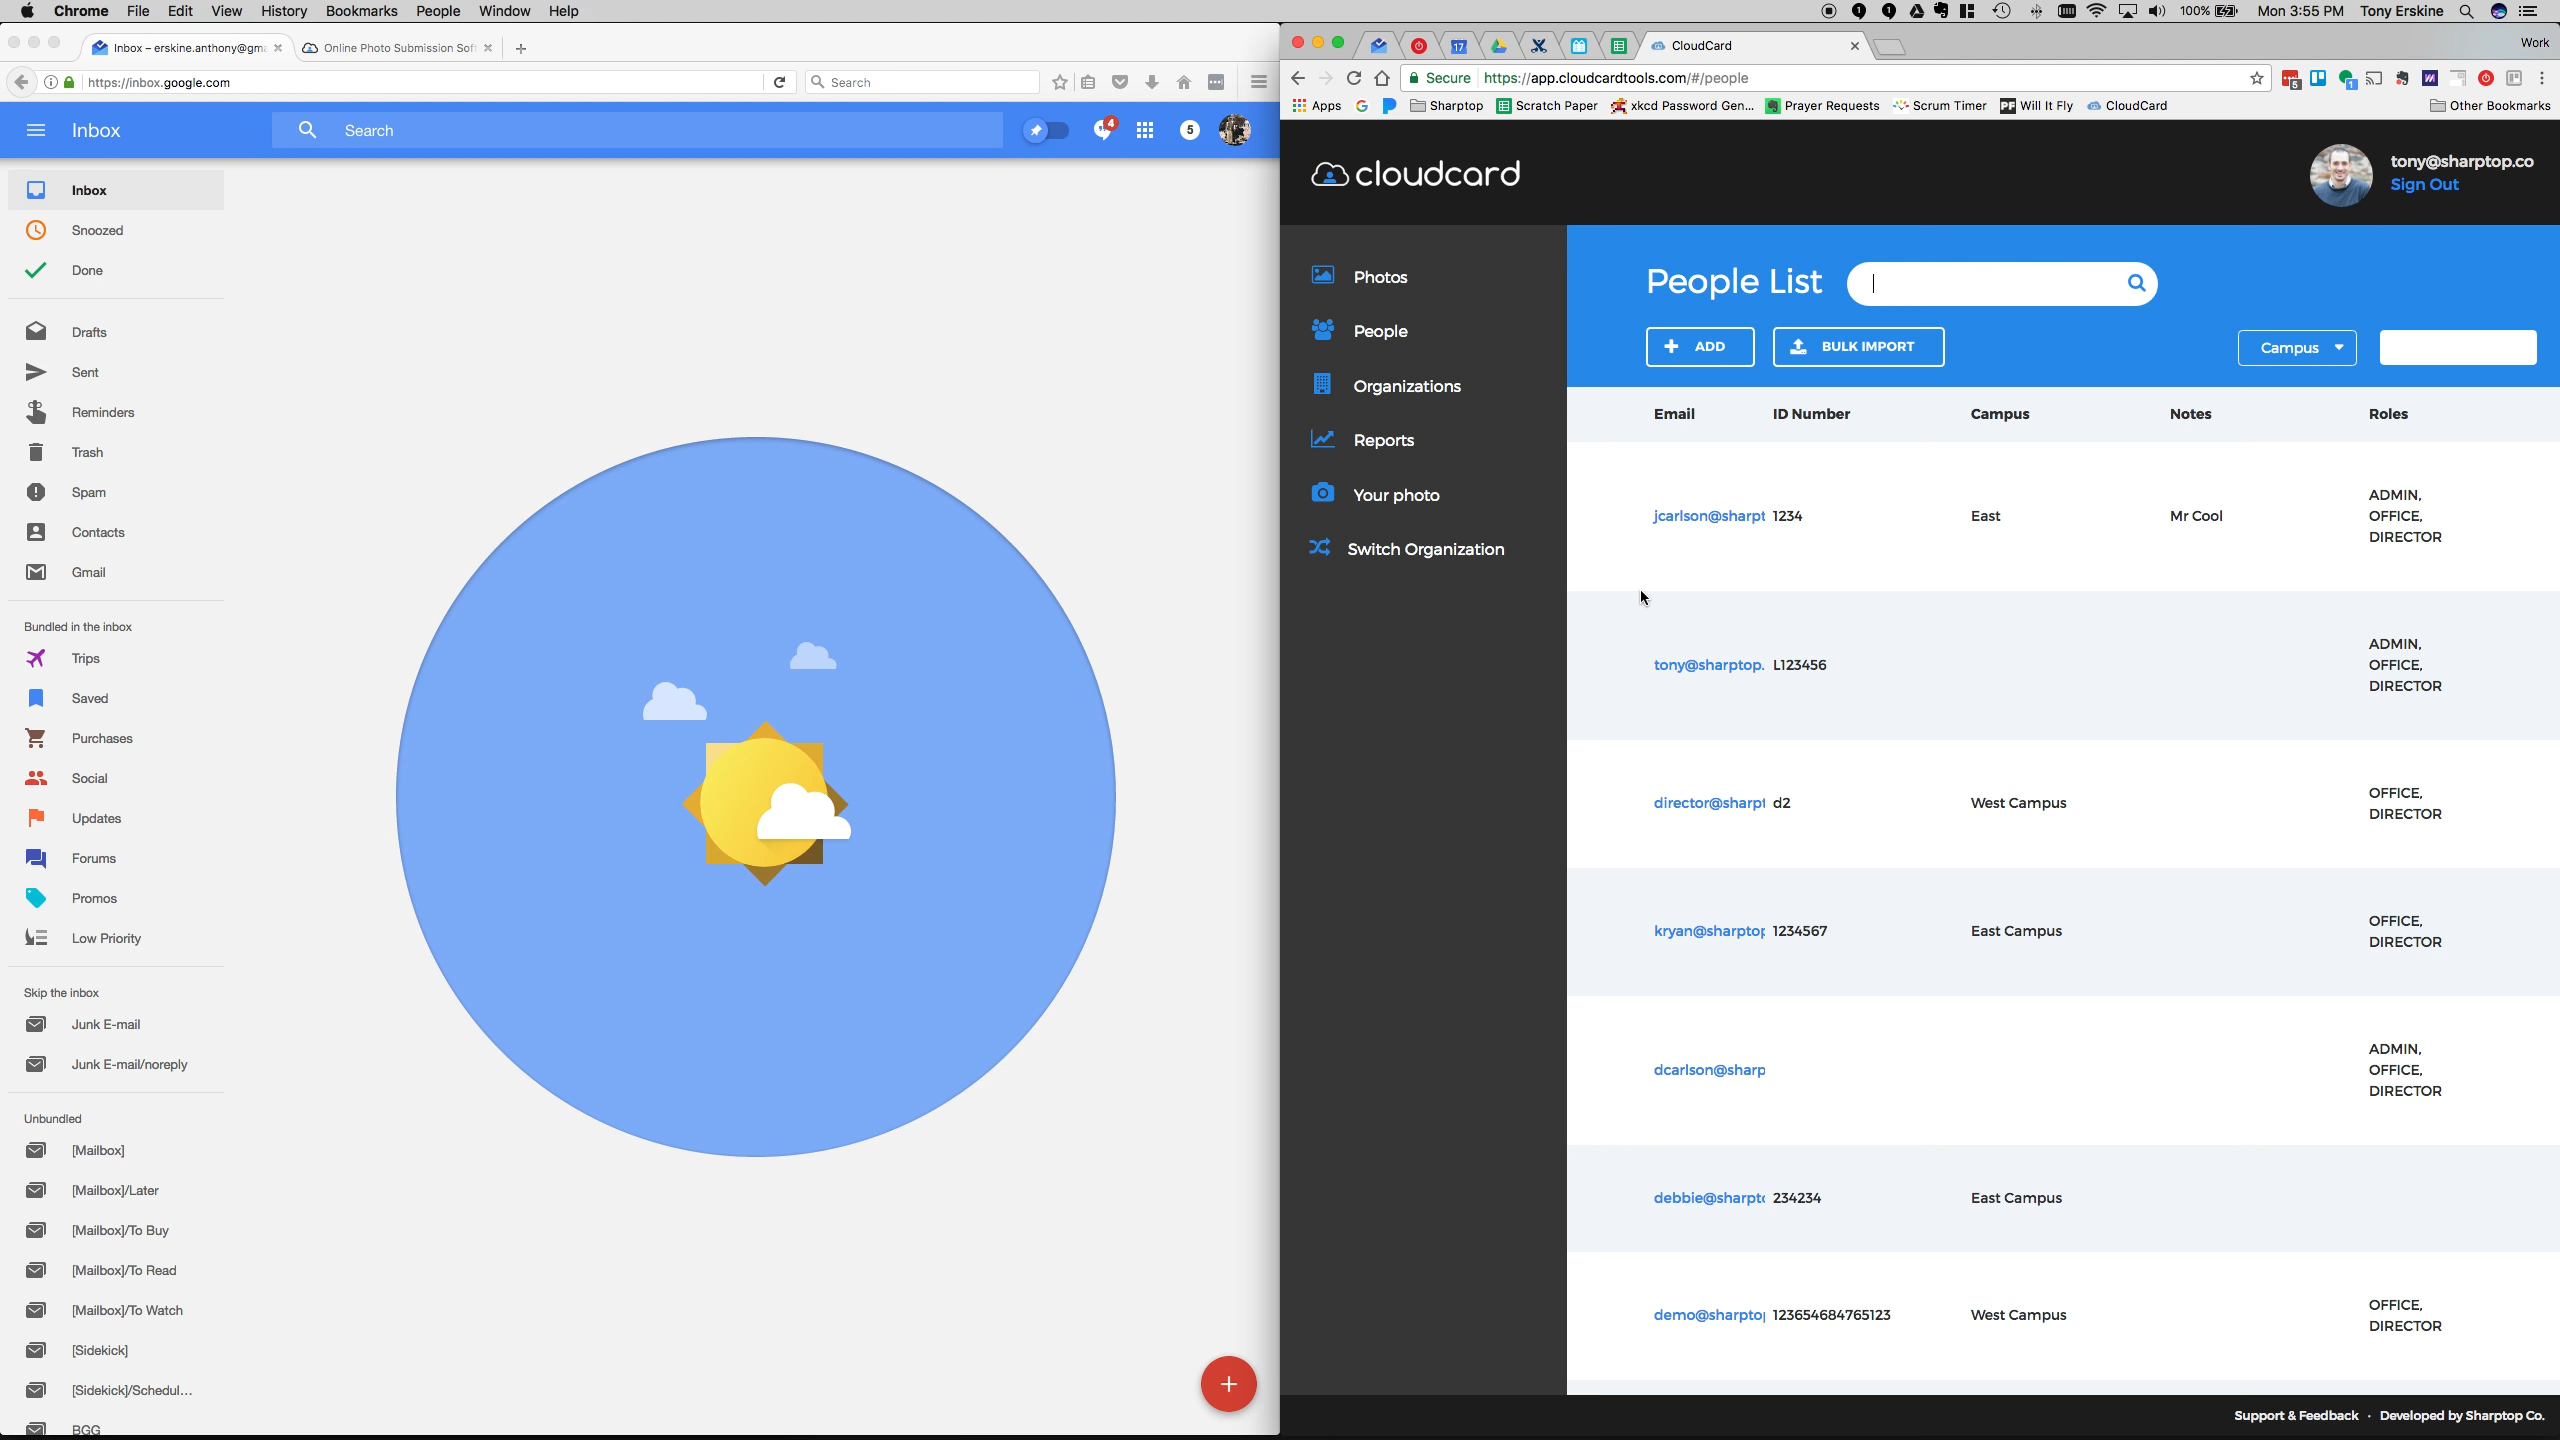 Chrome File Edit View History Bookmarks People Window Help
100% Mon 3:55 PM Tony Erskine
Inbox – erskine.anthony@gma
Online Photo Submission Soft
https://inbox.google.com
Search
Inbox
Search
4
5
Inbox
Snoozed
Done
Drafts
Sent
Reminders
Trash
Spam
Contacts
Gmail
Bundled in the inbox
Trips
Saved
Purchases
Social
Updates
Forums
Promos
Low Priority
Skip the inbox
Junk E-mail
Junk E-mail/noreply
Unbundled
[Mailbox]
[Mailbox]/Later
[Mailbox]/To Buy
[Mailbox]/To Read
[Mailbox]/To Watch
[Sidekick]
[Sidekick]/Schedul...
BGG
17
CloudCard
Work
Secure https://app.cloudcardtools.com/#/people
Apps Sharptop Scratch Paper xkcd Password Gen... Prayer Requests Scrum Timer PF Will It Fly CloudCard Other Bookmarks
cloudcard
tony@sharptop.co
Sign Out
Photos
People
Organizations
Reports
Your photo
Switch Organization
People List
+ ADD
BULK IMPORT
Campus
Email ID Number Campus Notes Roles
jcarlson@sharpt 1234 East Mr Cool ADMIN,
OFFICE,
DIRECTOR
tony@sharptop. L123456 ADMIN,
OFFICE,
DIRECTOR
director@sharpt d2 West Campus OFFICE,
DIRECTOR
kryan@sharptop 1234567 East Campus OFFICE,
DIRECTOR
dcarlson@sharp ADMIN,
OFFICE,
DIRECTOR
debbie@sharpto 234234 East Campus
demo@sharptop 123654684765123 West Campus OFFICE,
DIRECTOR
Support & Feedback · Developed by Sharptop Co.